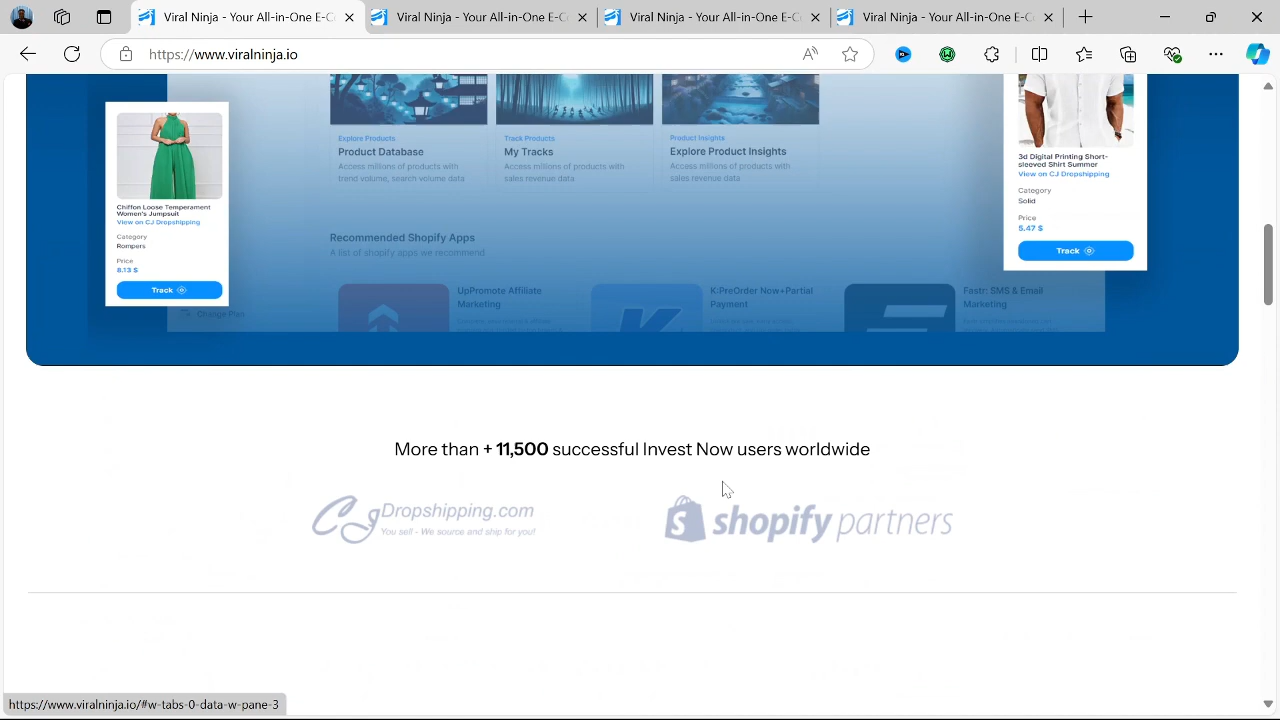 Viral Ninja - Your All-One E-C
Viral Ninja - Your All-In-One E-C
Viral Ninja - Your All-In-One E-C
Viral Ninja - Your All-In-One E-C
https://www.viralninja.io
Explore Products
Product Database
Access millions of products with
trend volume, search volume data
Track Products
My Tracks
Access millions of products with
sales revenue data
Product Insights
Explore Product Insights
Access millions of products with
sales revenue data
Chiffon Loose Temperament
Women's Jumpsuit
View on CJ Dropshipping
Category
Rompers
Price
8.13 $
Track
3d Digital Printing Short-
sleeved Shirt Summer
View on CJ Dropshipping
Category
Solid
Price
5.47 $
Track
Recommended Shopify Apps
A list of shopify apps we recommend
UpPromote Affiliate
Marketing
K:PreOrder Now+Partial
Payment
Fastr: SMS & Email
Marketing
Change Plan
More than + 11,500 successful Invest Now users worldwide
CJDropshipping.com
You sell - We source and ship for you!
shopify partners
https://www.viralninja.io/#w-tabs-0-data-w-pane-3